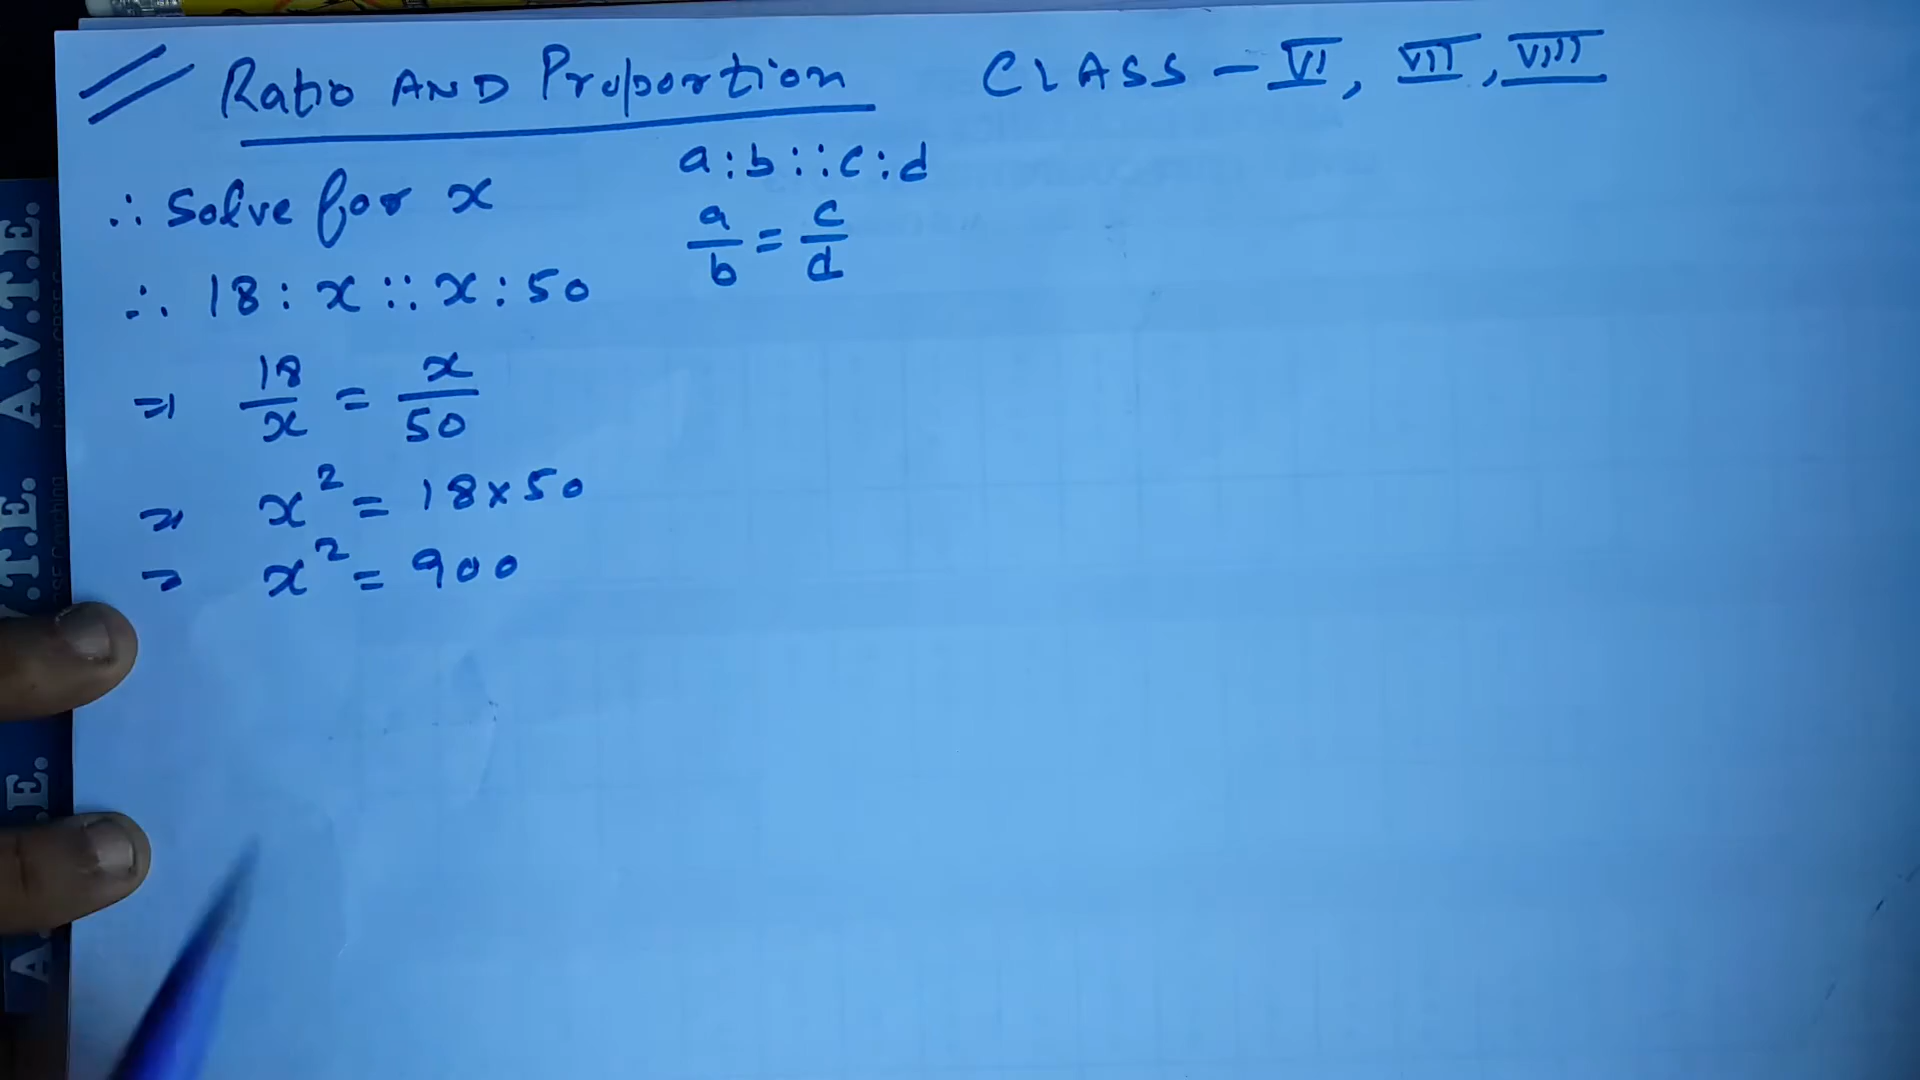 Ratio AND Proportion CLASS - VI, VII, VIII
a:b::c:d
∴ Solve for x
a/b = c/d
∴ 18 : x :: x : 50
⇒ 18/x = x/50
⇒ x² = 18×50
⇒ x² = 900
A.V.T.E.